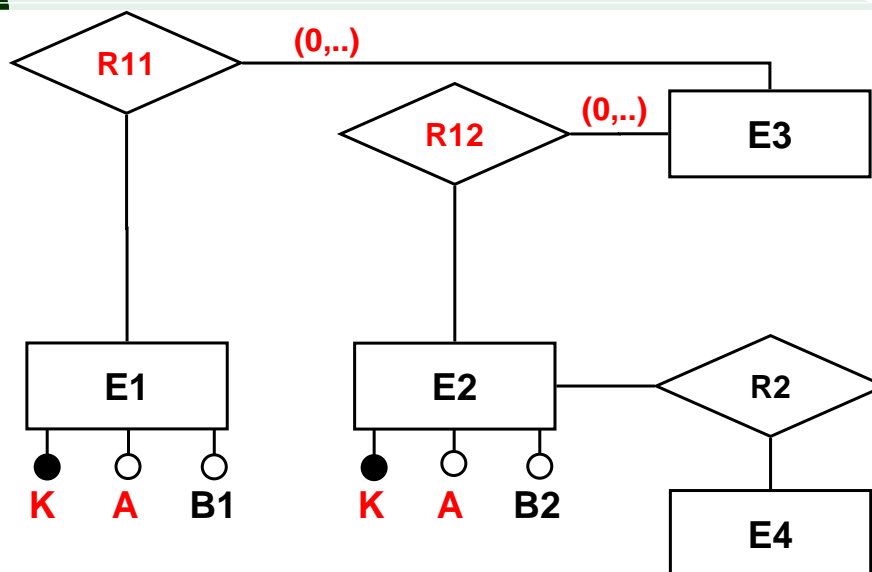 (0,..)
R11
(0,..)
R12
E3
E1
E2
R2
K A B1
K A B2
E4